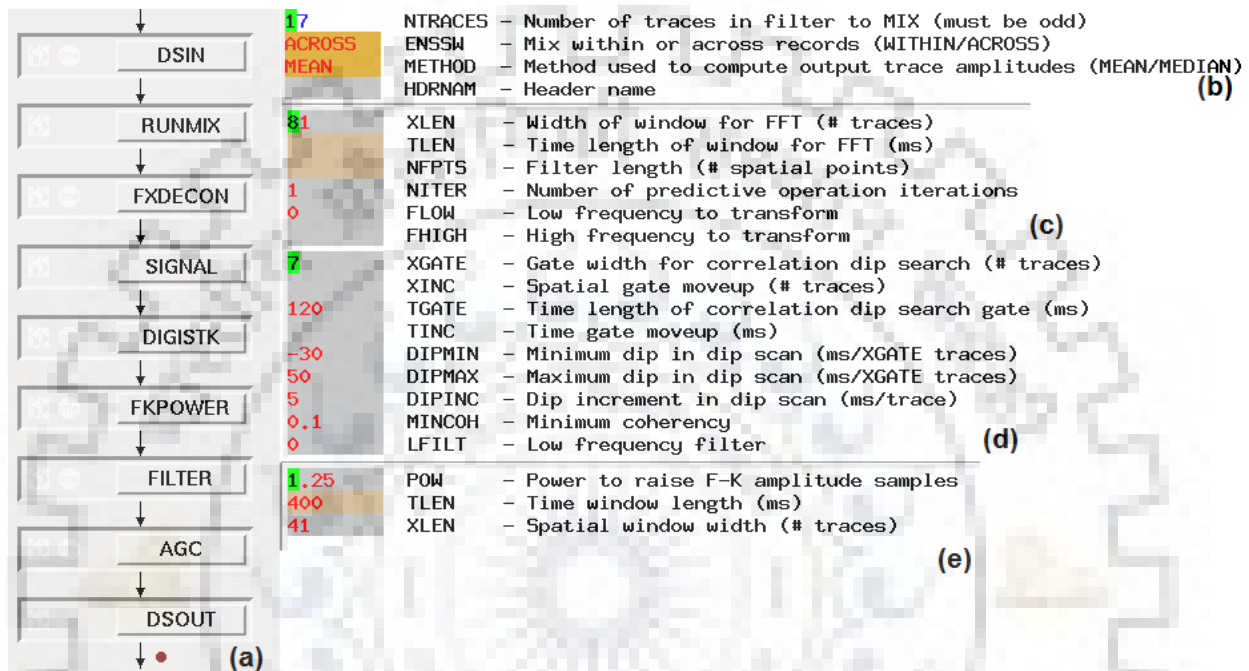 DSIN
RUNMIX
FXDECON
SIGNAL
DIGISTK
FKPOWER
FILTER
AGC
DSOUT
(a)
17 NTRACES – Number of traces in filter to MIX (must be odd)
ACROSS ENSSW – Mix within or across records (WITHIN/ACROSS)
MEAN METHOD – Method used to compute output trace amplitudes (MEAN/MEDIAN)
HDRNAM – Header name
(b)
81 XLEN – Width of window for FFT (# traces)
TLEN – Time length of window for FFT (ms)
NFPTS – Filter length (# spatial points)
1 NITER – Number of predictive operation iterations
0 FLOW – Low frequency to transform
FHIGH – High frequency to transform
(c)
7 XGATE – Gate width for correlation dip search (# traces)
XINC – Spatial gate moveup (# traces)
120 TGATE – Time length of correlation dip search gate (ms)
TINC – Time gate moveup (ms)
-30 DIPMIN – Minimum dip in dip scan (ms/XGATE traces)
50 DIPMAX – Maximum dip in dip scan (ms/XGATE traces)
5 DIPINC – Dip increment in dip scan (ms/trace)
0.1 MINCOH – Minimum coherency
0 LFILT – Low frequency filter
(d)
1.25 POW – Power to raise F-K amplitude samples
400 TLEN – Time window length (ms)
41 XLEN – Spatial window width (# traces)
(e)